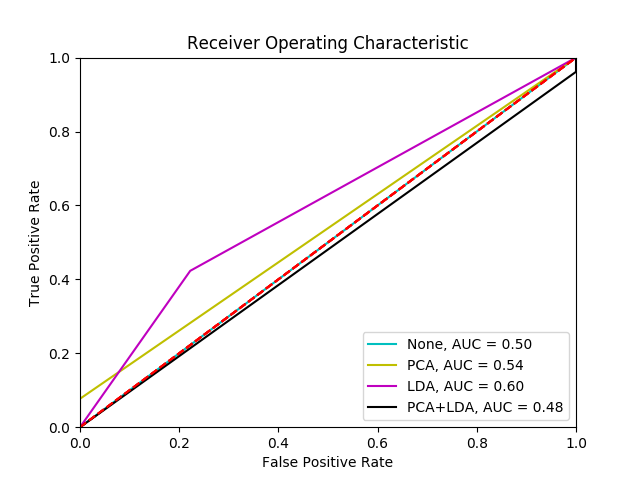 Receiver Operating Characteristic
1.0
0.8
0.6
0.4
0.2
0.0
True Positive Rate
None, AUC = 0.50
PCA, AUC = 0.54
LDA, AUC = 0.60
PCA+LDA, AUC = 0.48
0.0 0.2 0.4 0.6 0.8 1.0
False Positive Rate